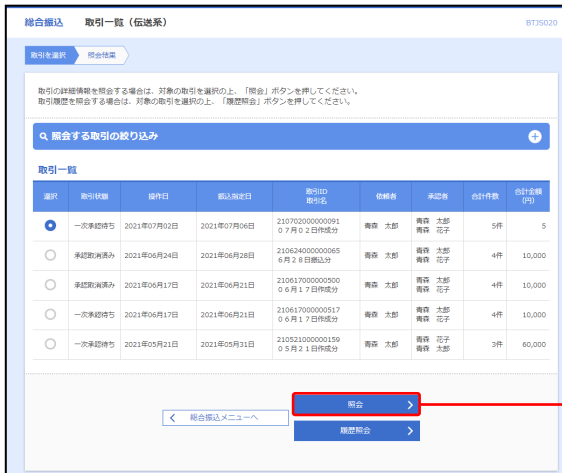 総合振込 取引一覧（伝送系） BTJS020
取引を選択 照会結果
取引の詳細情報を照会する場合は、対象の取引を選択の上、「照会」ボタンを押してください。
取引履歴を照会する場合は、対象の取引を選択の上、「履歴照会」ボタンを押してください。
照会する取引の絞り込み
取引一覧
選択 取引状態 操作日 振込指定日 取引ID 依頼者 承認者 合計件数 合計金額
取引名 (円)
一次承認待ち 2021年07月02日 2021年07月06日 210702000000091 青森 太郎 青森 太郎 5件 5
０７月０２日作成分 青森 花子
承認取消済み 2021年06月24日 2021年06月28日 210624000000065 青森 太郎 青森 太郎 4件 10,000
６月２８日振込分 青森 花子
承認取消済み 2021年06月17日 2021年06月21日 210617000000500 青森 太郎 青森 太郎 4件 10,000
０６月１７日作成分 青森 花子
一次承認待ち 2021年06月17日 2021年06月21日 210617000000517 青森 太郎 青森 太郎 4件 10,000
０６月１７日作成分 青森 花子
一次承認待ち 2021年05月21日 2021年05月31日 210521000000159 青森 太郎 青森 花子 3件 60,000
０５月２１日作成分 青森 太郎
照会
総合振込メニューへ
履歴照会